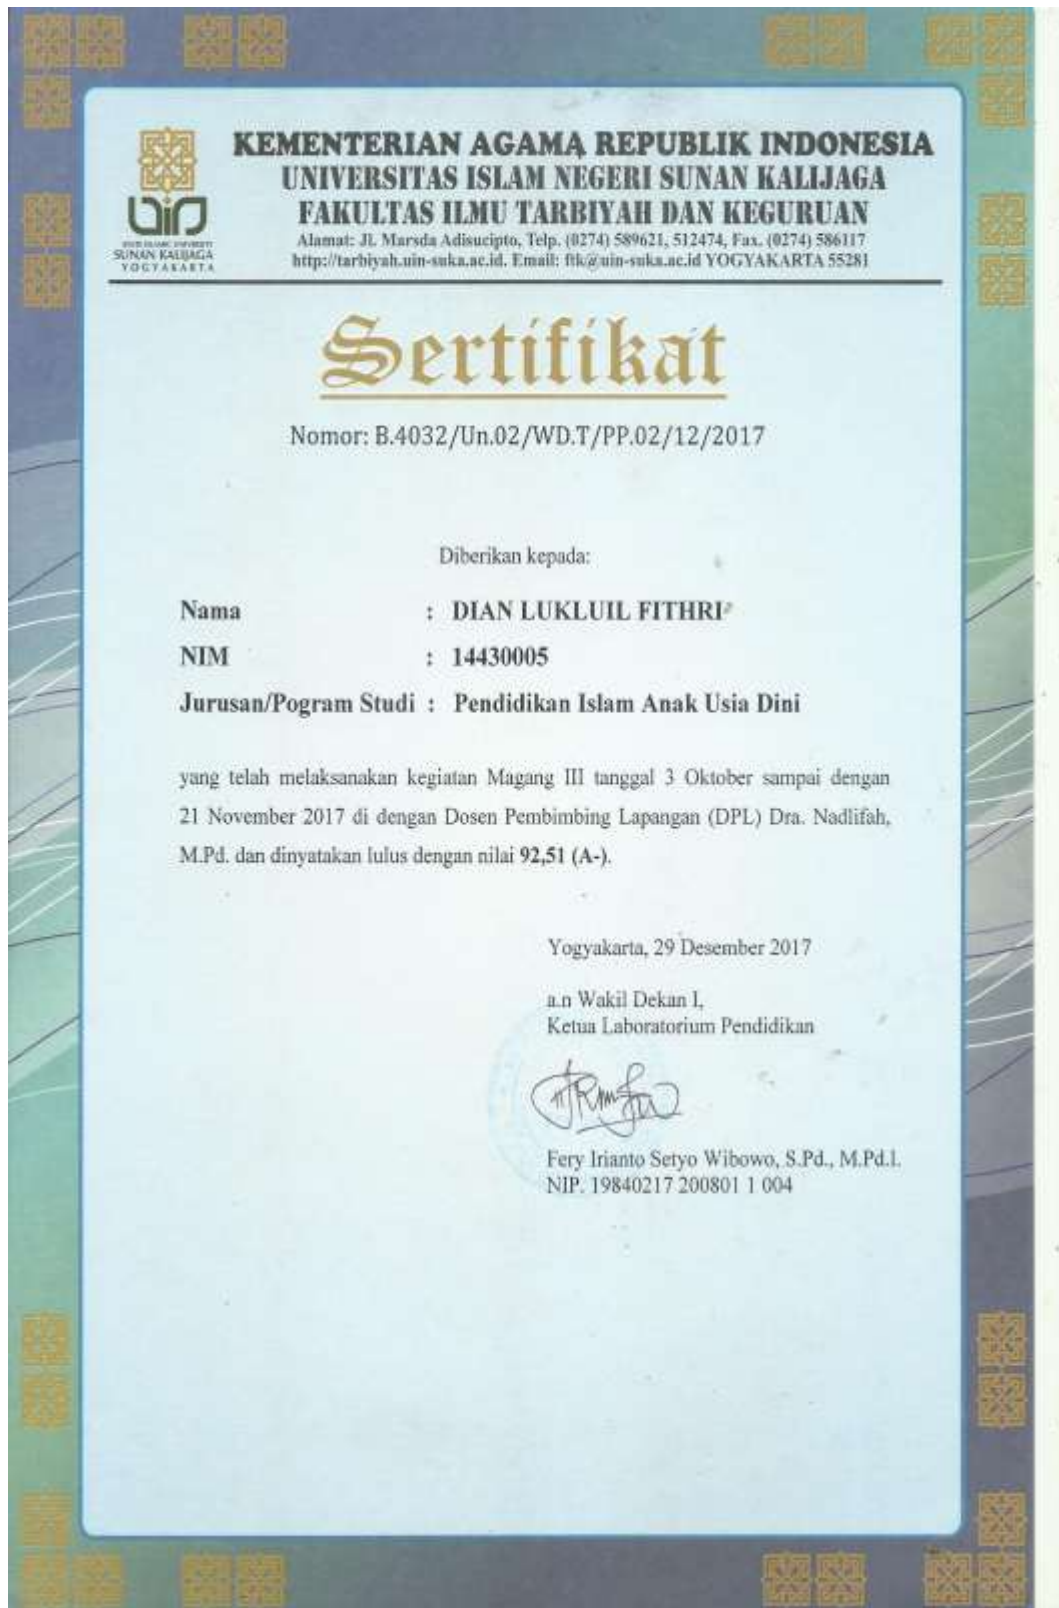 KEMENTERIAN AGAMA REPUBLIK INDONESIA
UNIVERSITAS ISLAM NEGERI SUNAN KALIJAGA
FAKULTAS ILMU TARBIYAH DAN KEGURUAN
Alamat: Jl. Marsda Adisucipto, Telp. (0274) 589621, 512474, Fax. (0274) 586117
http://tarbiyah.uin-suka.ac.id. Email: ftk@uin-suka.ac.id YOGYAKARTA 55281
uin
STATE ISLAMIC UNIVERSITY
SUNAN KALIJAGA
YOGYAKARTA
Sertifikat
Nomor: B.4032/Un.02/WD.T/PP.02/12/2017
Diberikan kepada:
Nama : DIAN LUKLUIL FITHRI
NIM : 14430005
Jurusan/Pogram Studi : Pendidikan Islam Anak Usia Dini
yang telah melaksanakan kegiatan Magang III tanggal 3 Oktober sampai dengan
21 November 2017 di dengan Dosen Pembimbing Lapangan (DPL) Dra. Nadlifah,
M.Pd. dan dinyatakan lulus dengan nilai 92,51 (A-).
Yogyakarta, 29 Desember 2017
a.n Wakil Dekan I,
Ketua Laboratorium Pendidikan
Fery Irianto Setyo Wibowo, S.Pd., M.Pd.I.
NIP. 19840217 200801 1 004